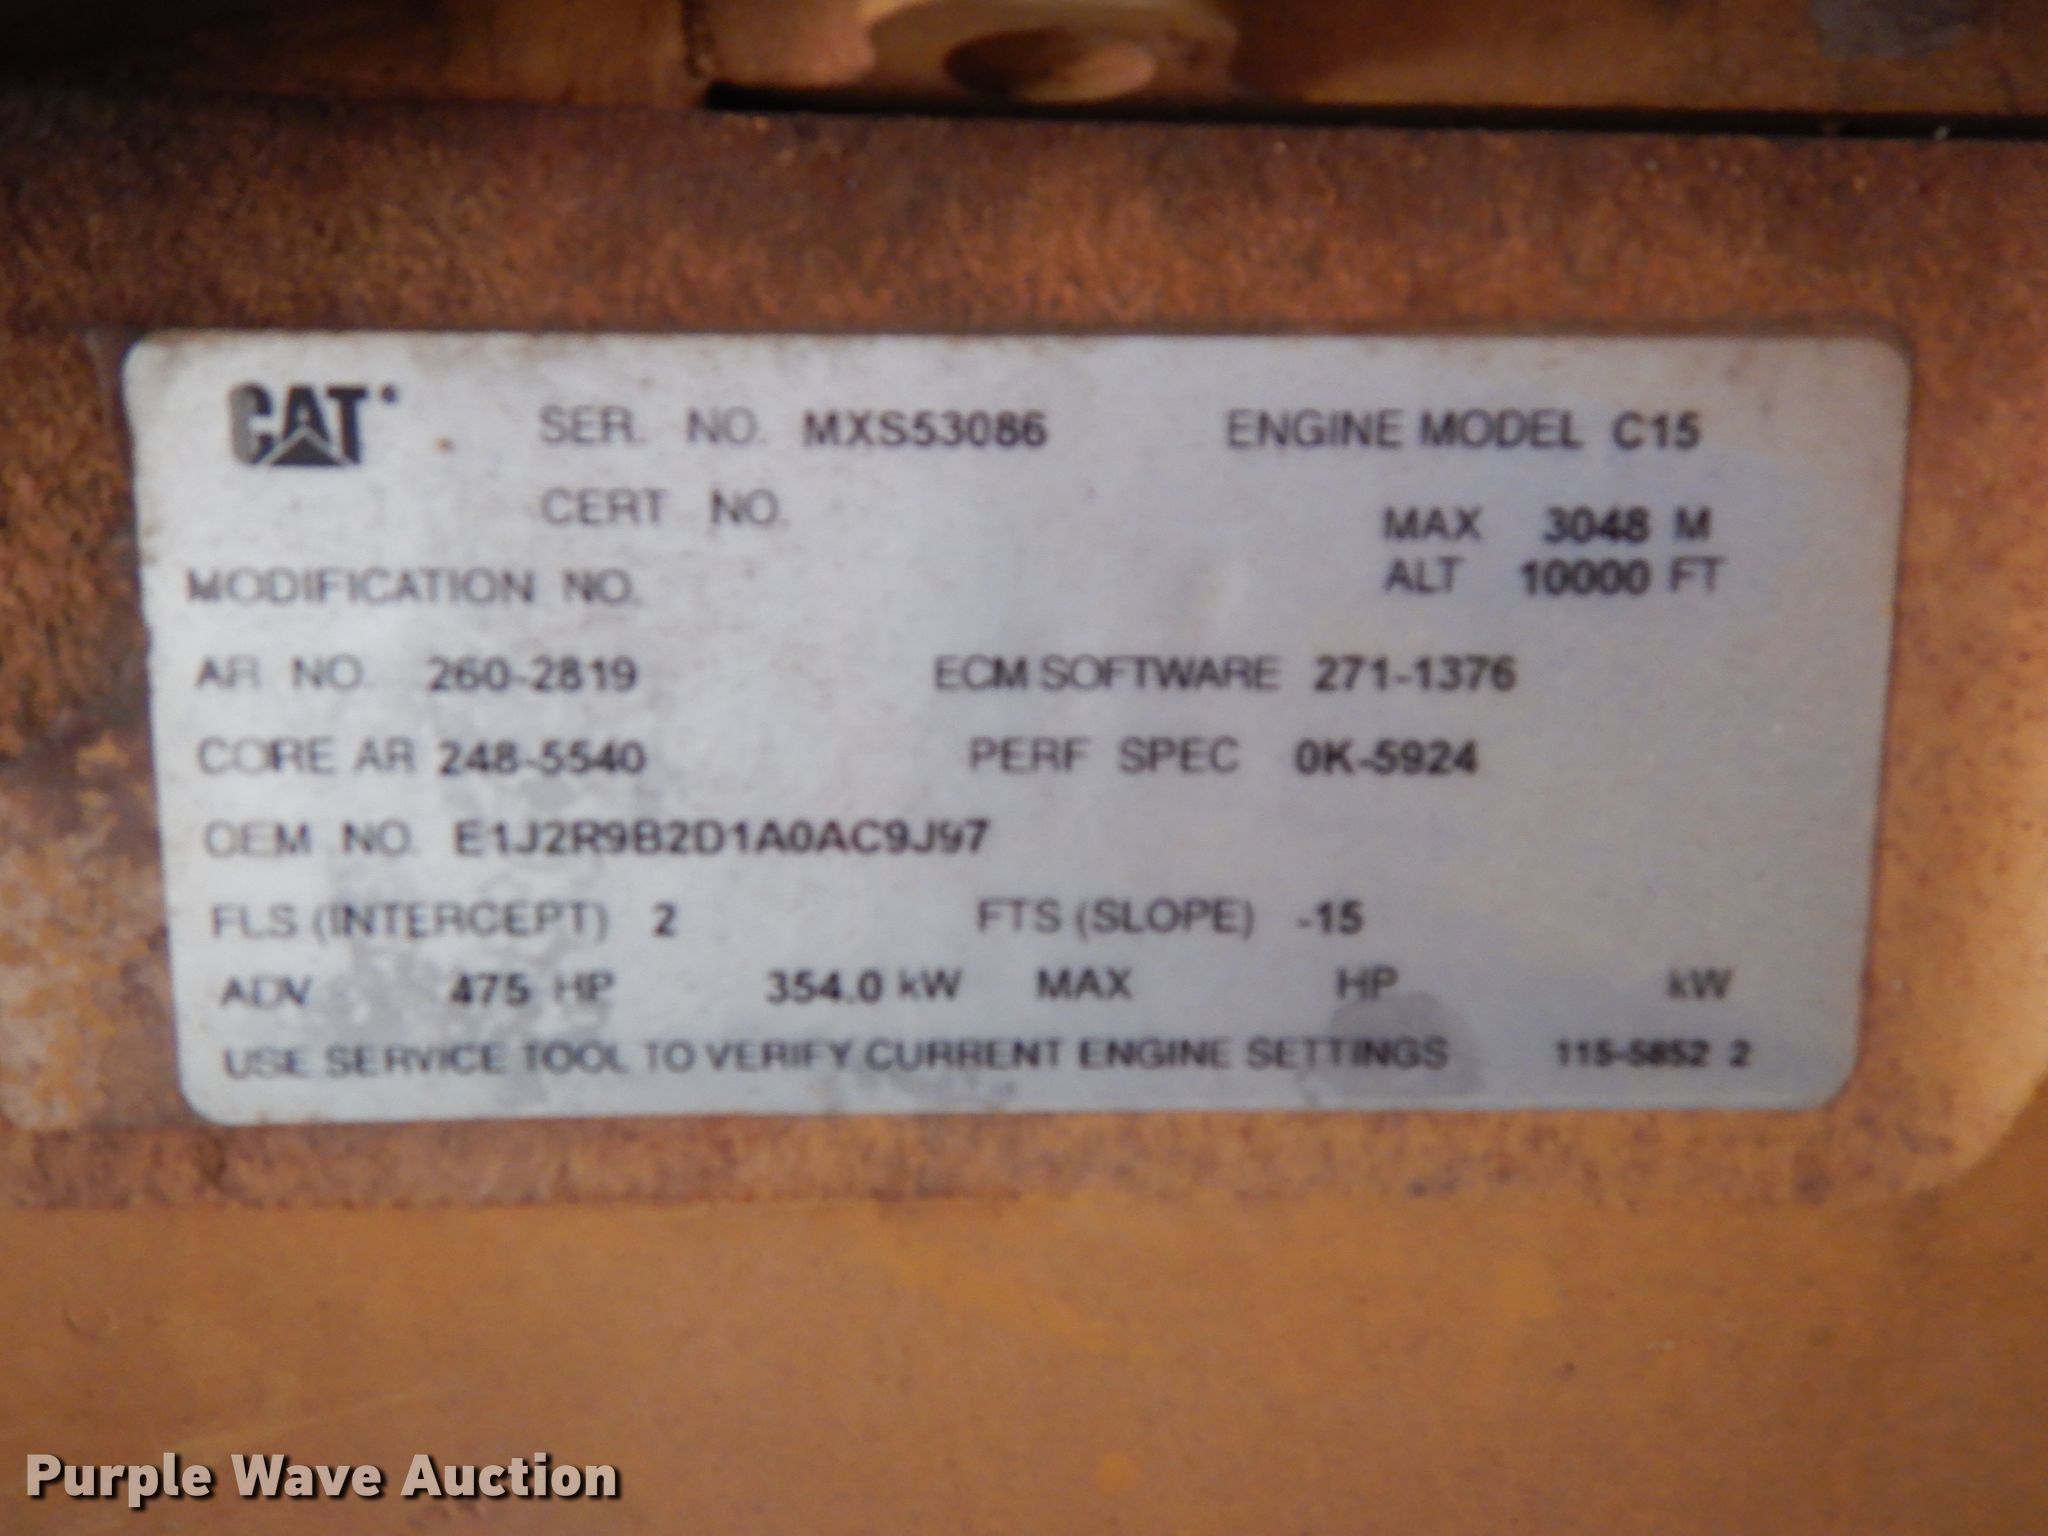 CAT SER. NO. MXS53086 ENGINE MODEL C15
CERT NO. MAX 3048 M
MODIFICATION NO. ALT 10000 FT
AR NO. 260-2819 ECM SOFTWARE 271-1376
CORE AR 248-5540 PERF SPEC 0K-5924
OEM NO. E1J2R9B2D1A0AC9J97
FLS (INTERCEPT) 2 FTS (SLOPE) -15
ADV 475 HP 354.0 kW MAX HP kW
USE SERVICE TOOL TO VERIFY CURRENT ENGINE SETTINGS 115-5852 2
Purple Wave Auction